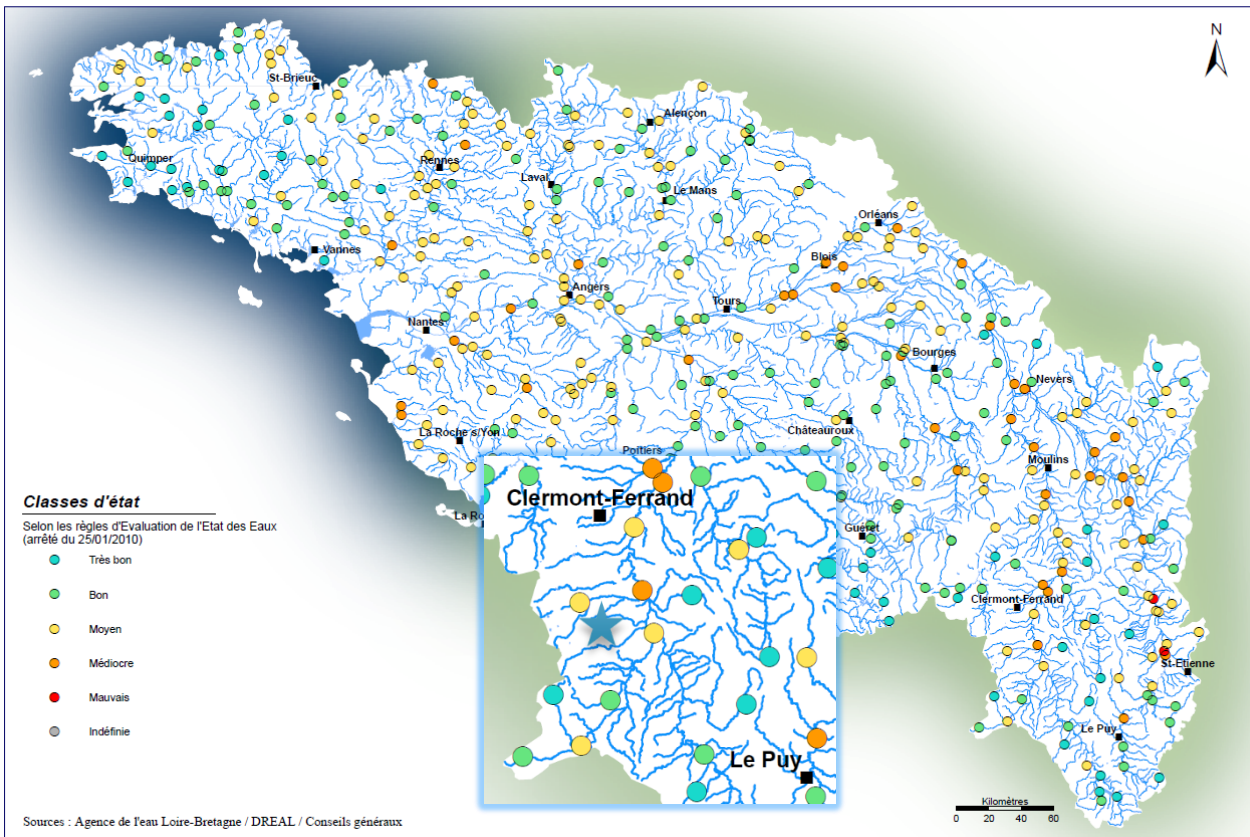 N
St-Brieuc
Alençon
Quimper
Rennes
Laval
Le Mans
Orléans
Vannes
Blois
Angers
Tours
Nantes
Bourges
Nevers
Châteauroux
La Roche s/Yon
Poitiers
Moulins
Clermont-Ferrand
La Ro
Guéret
Clermont-Ferrand
St-Etienne
Le Puy
Le Puy
Classes d'état
Selon les règles d'Evaluation de l'Etat des Eaux
(arrêté du 25/01/2010)
Très bon
Bon
Moyen
Médiocre
Mauvais
Indéfinie
Kilomètres
0 20 40 60
Sources : Agence de l'eau Loire-Bretagne / DREAL / Conseils généraux